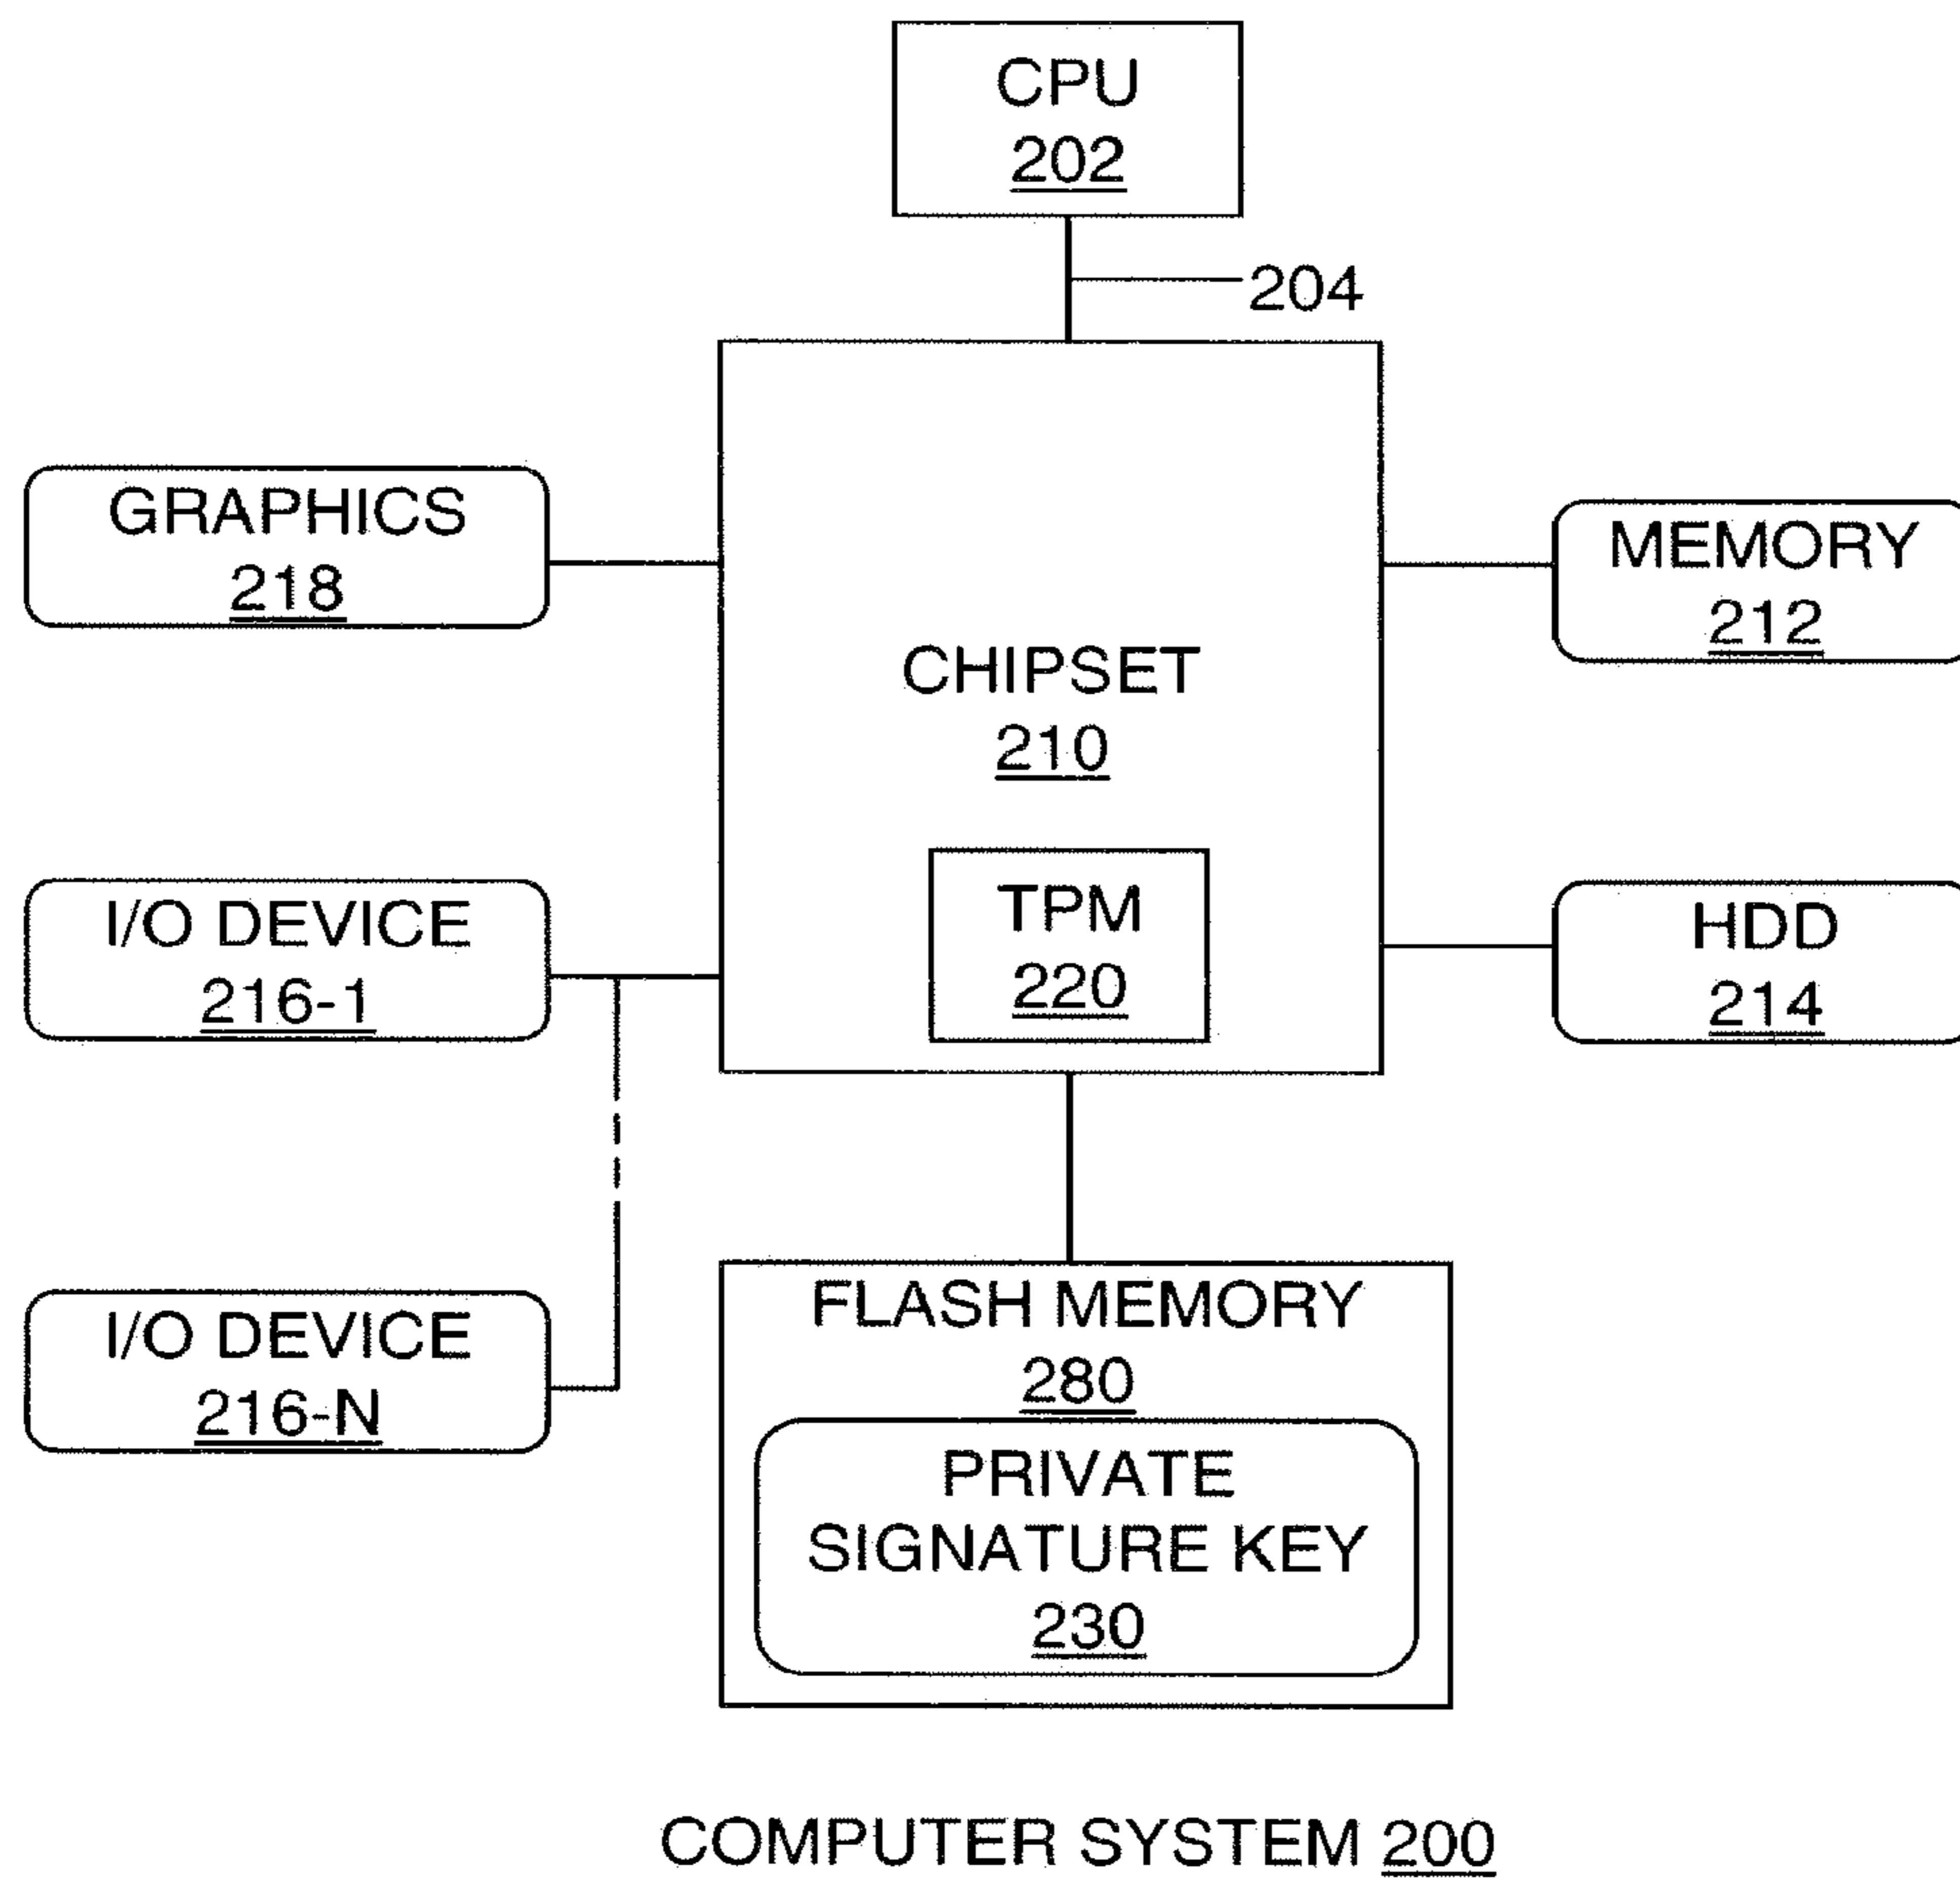 CPU
202
204
GRAPHICS
218
MEMORY
212
CHIPSET
210
I/O DEVICE
216-1
TPM
220
HDD
214
I/O DEVICE
216-N
FLASH MEMORY
280
PRIVATE
SIGNATURE KEY
230
COMPUTER SYSTEM 200